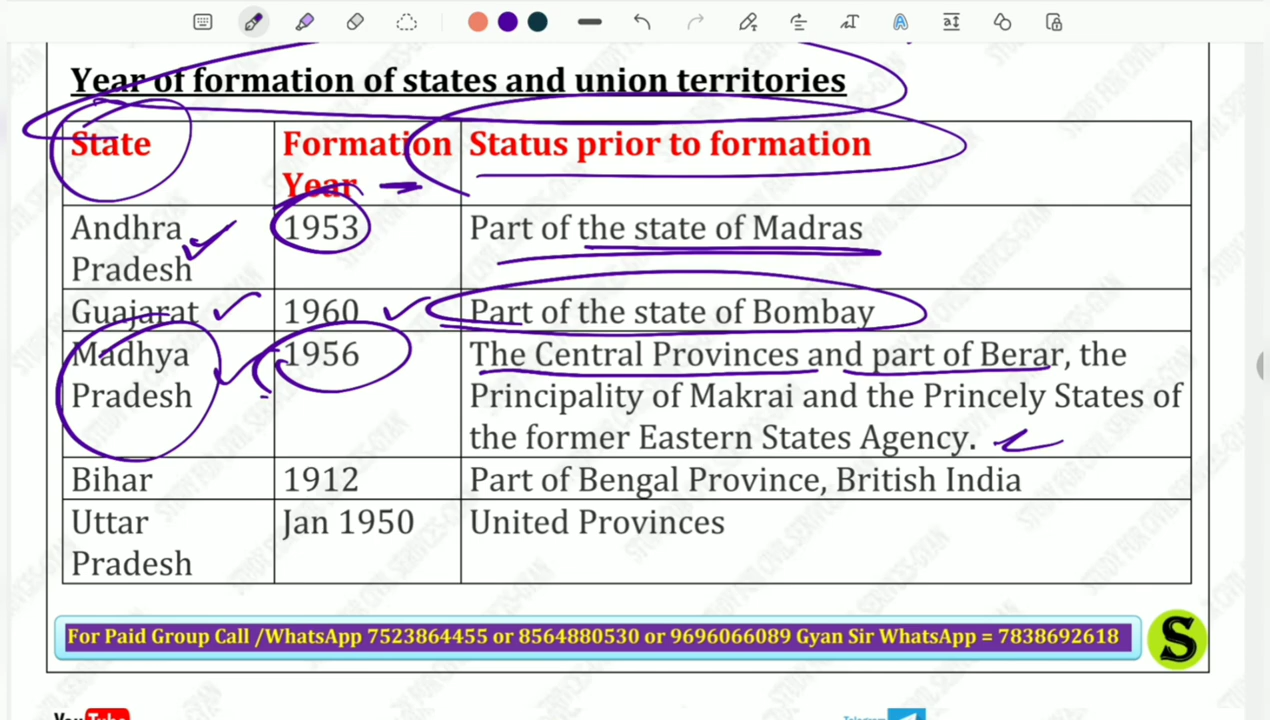 Year of formation of states and union territories
State Formation Year Status prior to formation
Andhra Pradesh 1953 Part of the state of Madras
Guajarat 1960 Part of the state of Bombay
Madhya Pradesh 1956 The Central Provinces and part of Berar, the
Principality of Makrai and the Princely States of
the former Eastern States Agency.
Bihar 1912 Part of Bengal Province, British India
Uttar Pradesh Jan 1950 United Provinces
For Paid Group Call /WhatsApp 7523864455 or 8564880530 or 9696066089 Gyan Sir WhatsApp = 7838692618
S
YouTube
Telegram